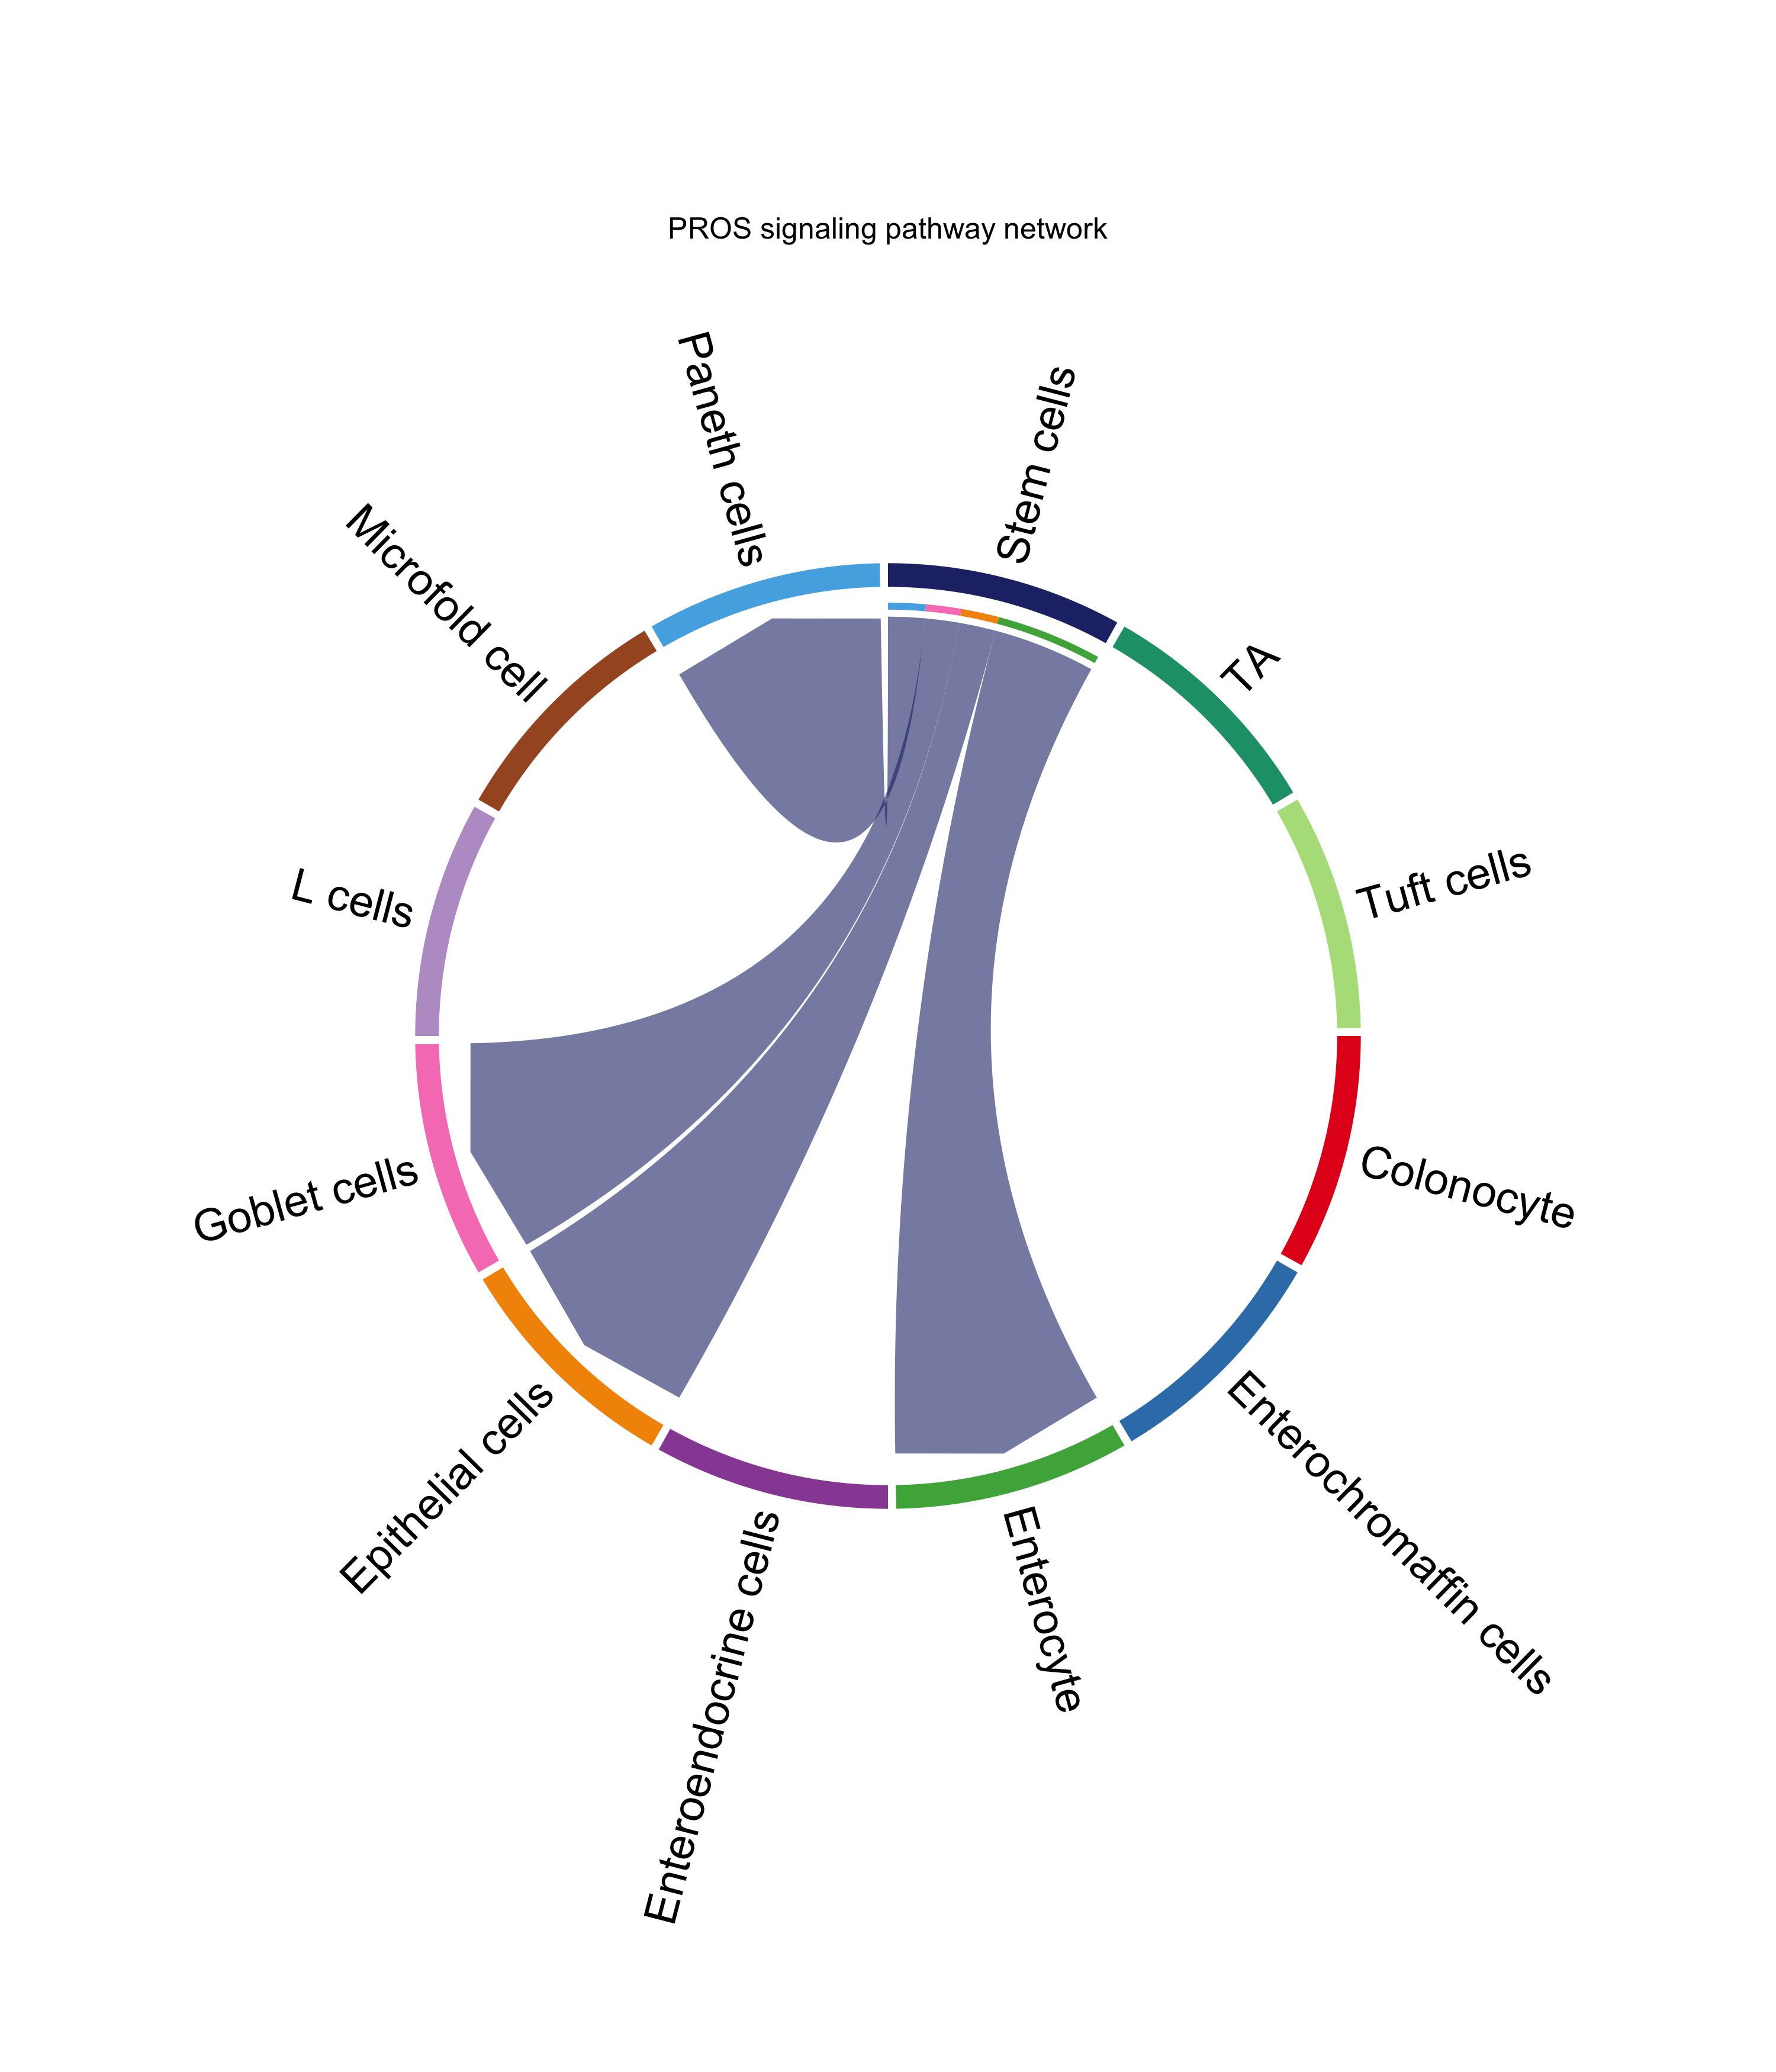 PROS signaling pathway network
Paneth cells
Stem cells
Microfold cell
TA
L cells
Tuft cells
Goblet cells
Colonocyte
Epithelial cells
Enterochromaffin cells
Enteroendocrine cells
Enterocyte